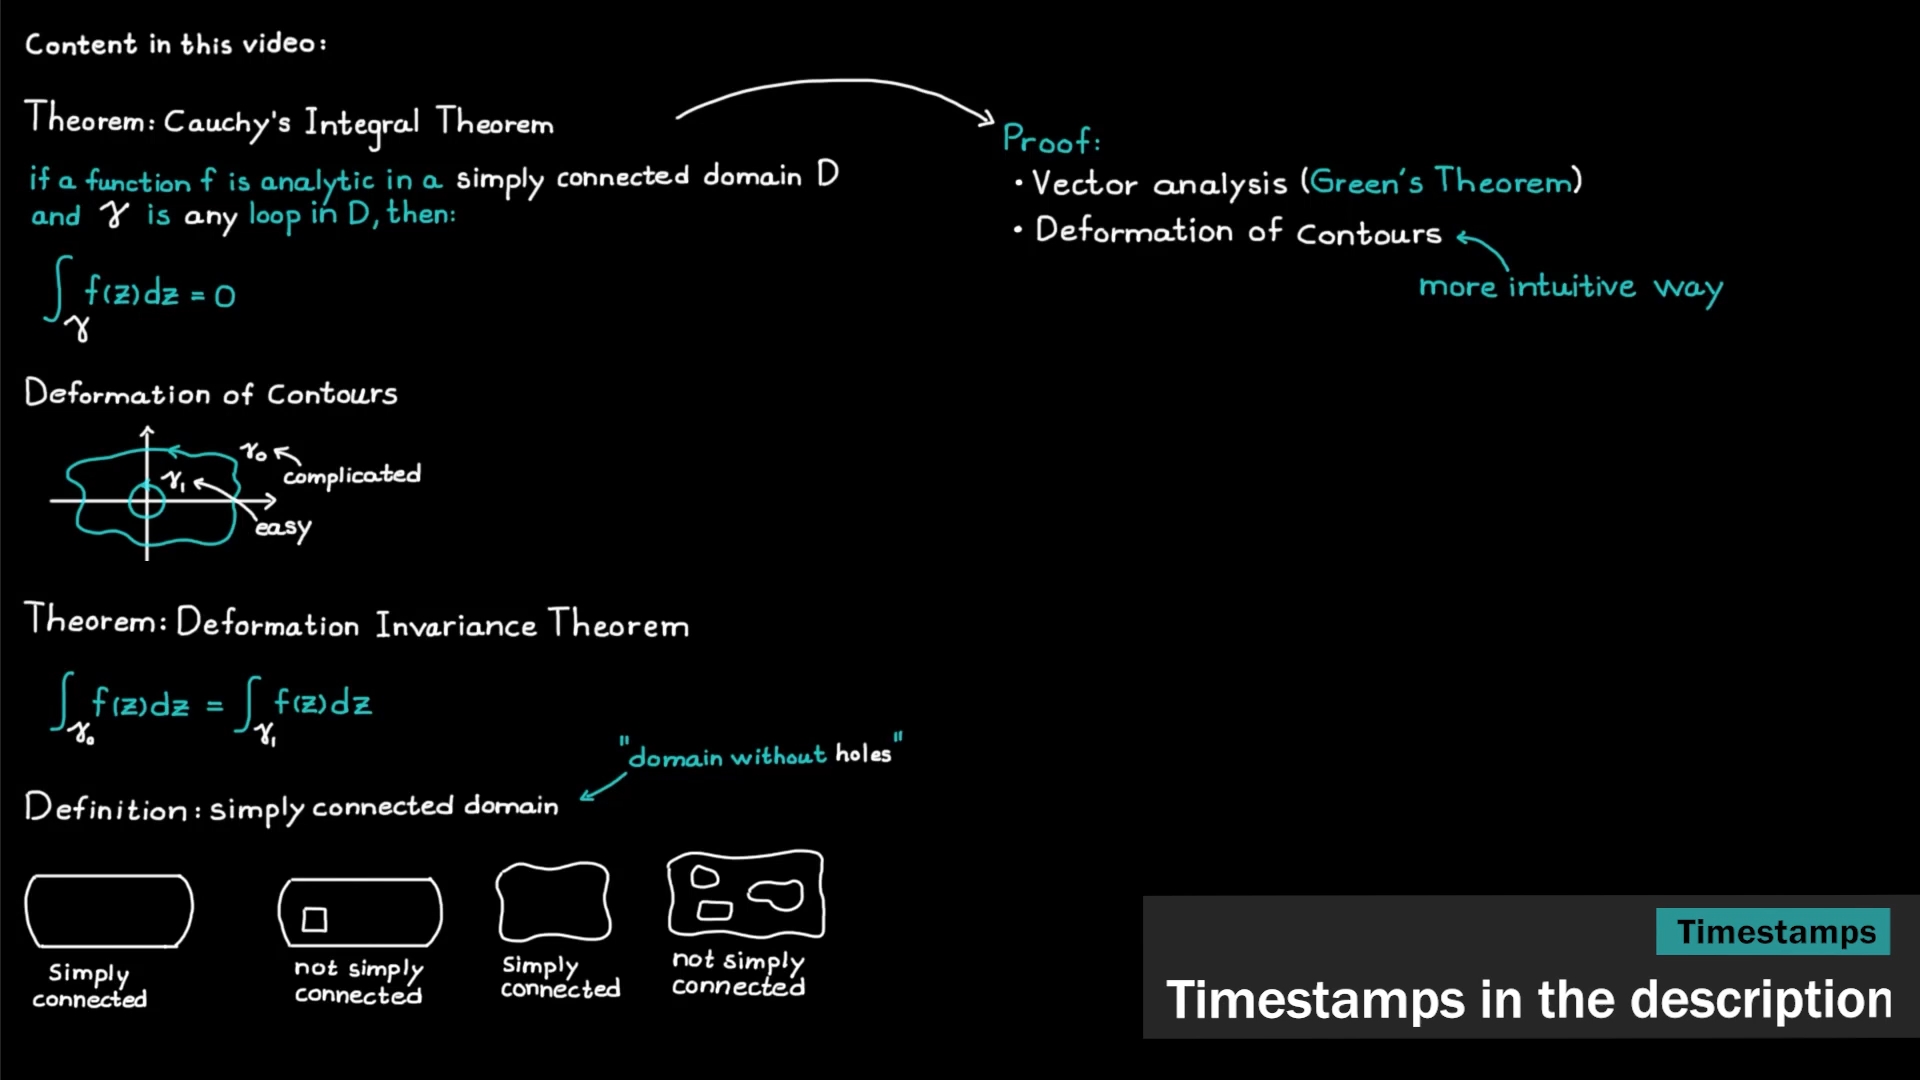 Content in this video:
Theorem: Cauchy's Integral Theorem
if a function f is analytic in a simply connected domain D
and γ is any loop in D, then:
∫γ f(z)dz = 0
Proof:
• Vector analysis (Green's Theorem)
• Deformation of Contours
more intuitive way
Deformation of Contours
γ₀
complicated
γ₁
easy
Theorem: Deformation Invariance Theorem
∫γ₀ f(z)dz = ∫γ₁ f(z)dz
"domain without holes"
Definition: simply connected domain
Simply
connected
not simply
connected
Simply
connected
not simply
connected
Timestamps
Timestamps in the description